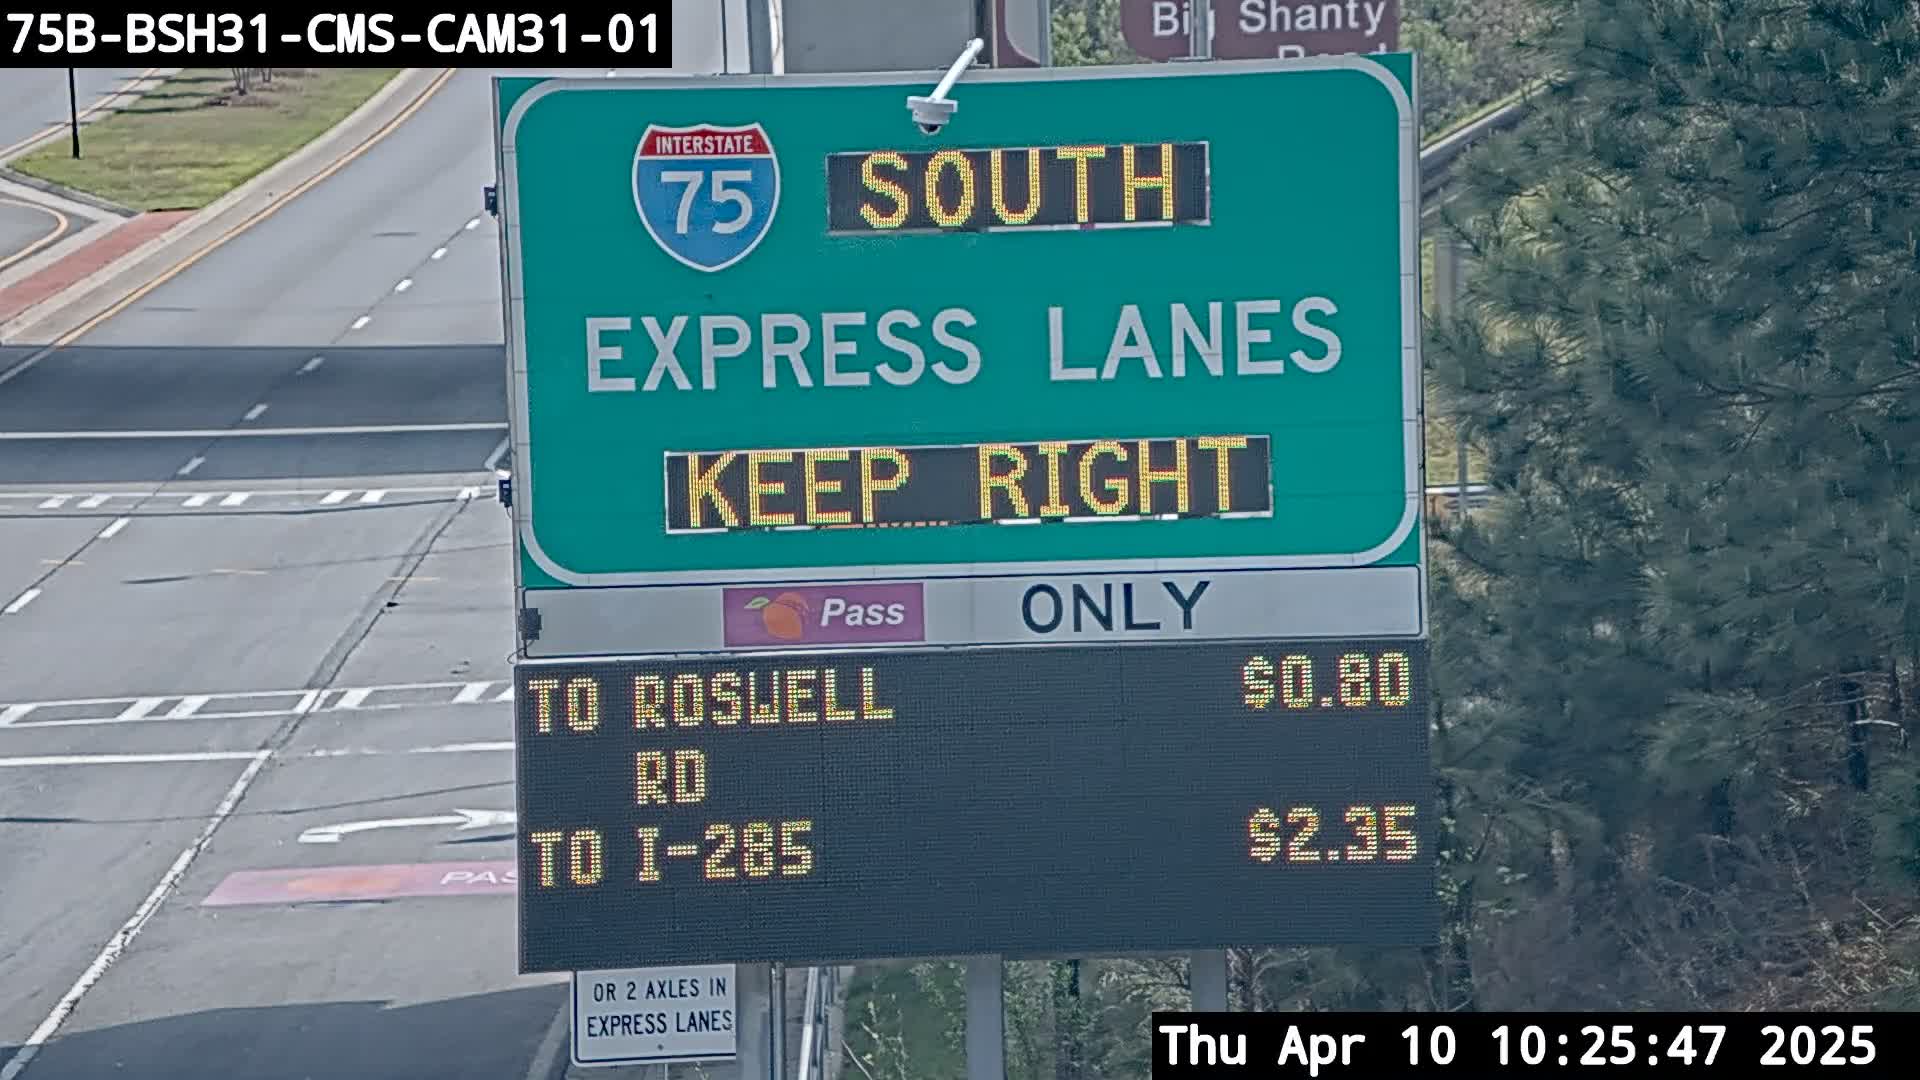 75B-BSH31-CMS-CAM31-01
Big Shanty
Road
INTERSTATE
75
SOUTH
EXPRESS LANES
KEEP RIGHT
Pass ONLY
TO ROSWELL $0.80
RD
TO I-285 $2.35
OR 2 AXLES IN
EXPRESS LANES
Thu Apr 10 10:25:47 2025